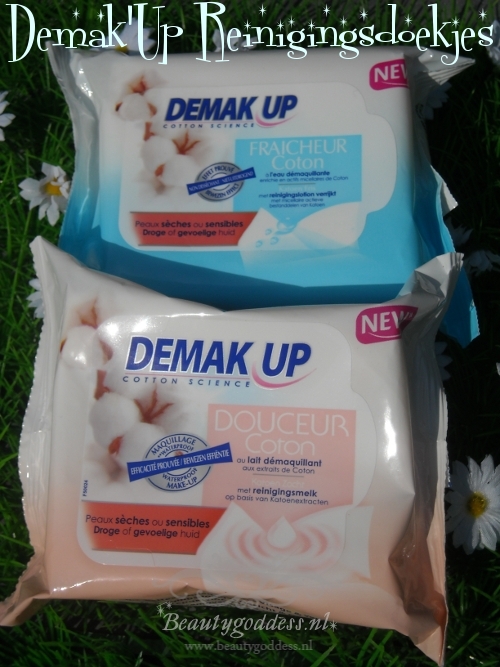 Demak'Up Reinigingsdoekjes
NEW
DEMAK UP
COTTON SCIENCE
FRAICHEUR
Coton
à l'eau démaquillante
met reinigingslotion verrijkt
Peaux sèches ou sensibles
Droge of gevoelige huid
NEW
DEMAK UP
COTTON SCIENCE
DOUCEUR
Coton
au lait démaquillant
aux extraits de Coton
met reinigingsmelk
op basis van Katoenextracten
MAQUILLAGE
WATERPROOF
EFFICACITÉ PROUVÉE / BEWEZEN EFFIËNTIE
WATERPROOF
MAKE-UP
Peaux sèches ou sensibles
Droge of gevoelige huid
Beautygoddess.nl
www.beautygoddess.nl